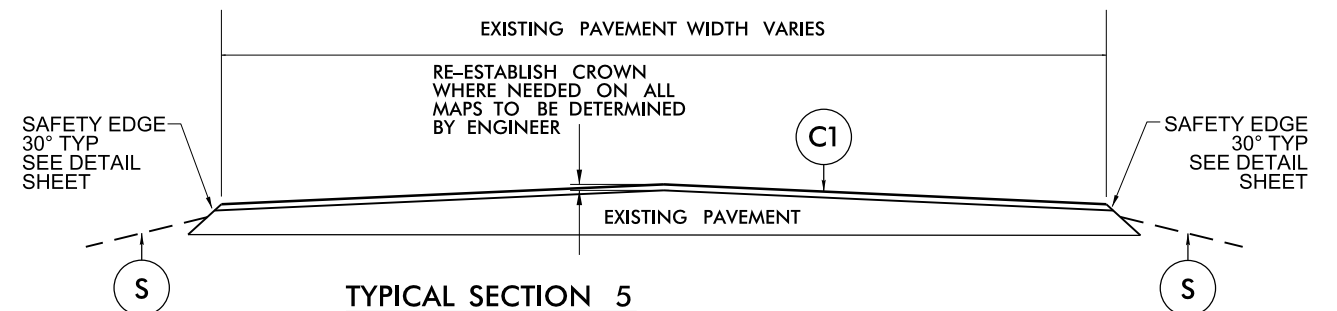 EXISTING PAVEMENT WIDTH VARIES
RE-ESTABLISH CROWN
WHERE NEEDED ON ALL
MAPS TO BE DETERMINED
BY ENGINEER
SAFETY EDGE
30° TYP
SEE DETAIL
SHEET
C1
SAFETY EDGE
30° TYP
SEE DETAIL
SHEET
EXISTING PAVEMENT
S
S
TYPICAL SECTION 5